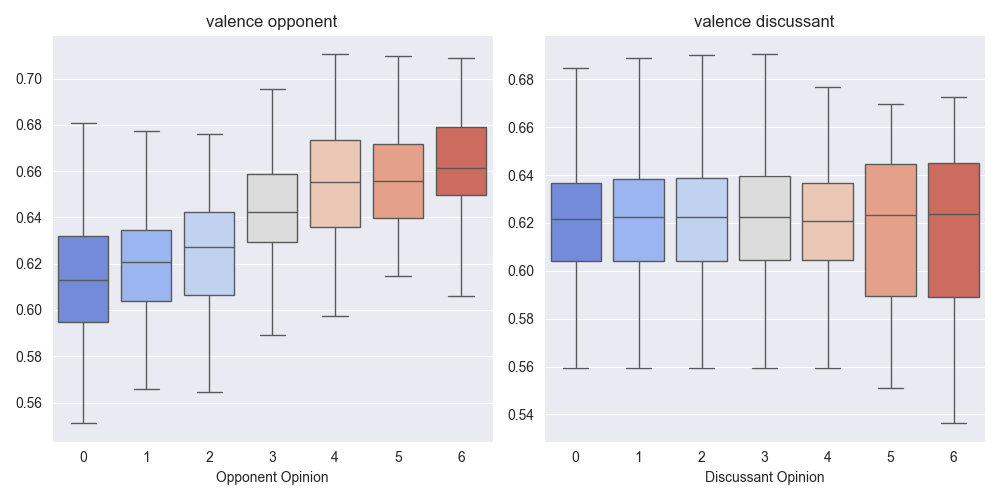 valence opponent
0.70
0.68
0.66
0.64
0.62
0.60
0.58
0.56
0 1 2 3 4 5 6
Opponent Opinion
valence discussant
0.68
0.66
0.64
0.62
0.60
0.58
0.56
0.54
0 1 2 3 4 5 6
Discussant Opinion